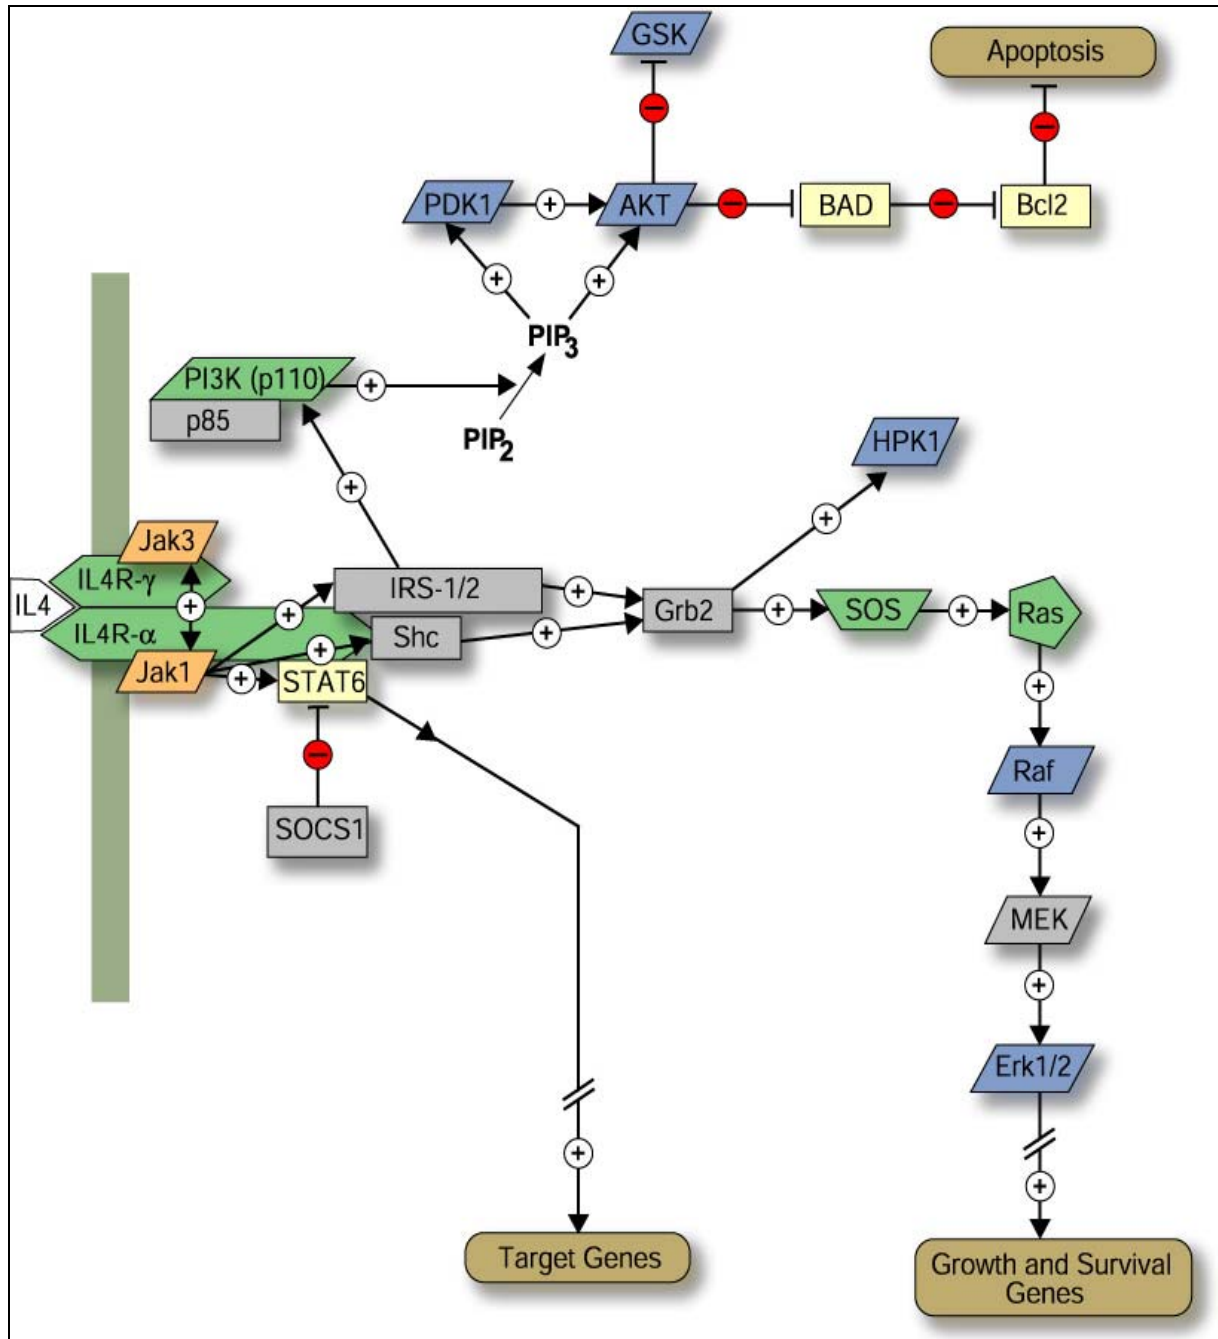 GSK
Apoptosis
PDK1
AKT
BAD
Bcl2
PIP3
PI3K (p110)
p85
PIP2
HPK1
Jak3
IL4R-γ
IL4
IL4R-α
Jak1
IRS-1/2
Shc
STAT6
Grb2
SOS
Ras
SOCS1
Raf
MEK
Erk1/2
Target Genes
Growth and Survival
Genes